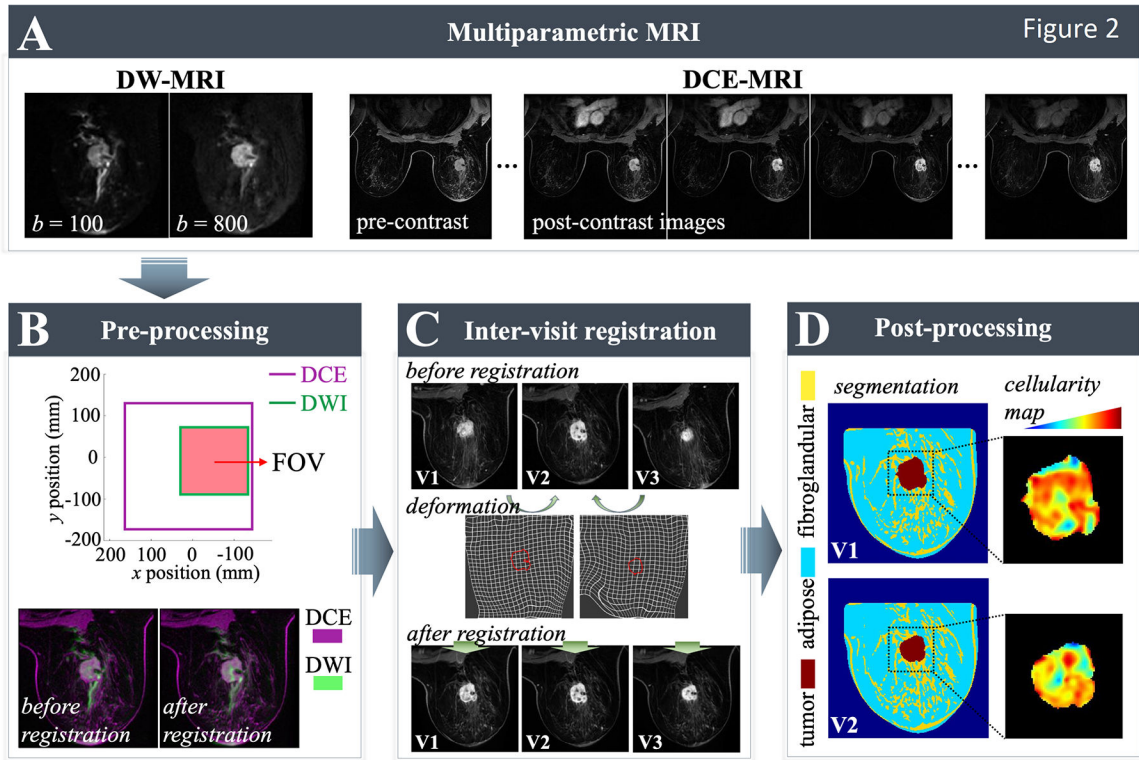 A
Multiparametric MRI
Figure 2
DW-MRI
DCE-MRI
b = 100
b = 800
pre-contrast
...
post-contrast images
...
B
Pre-processing
200
100
0
-100
-200
y position (mm)
200 100 0 -100
x position (mm)
DCE
DWI
FOV
DCE
DWI
before
registration
after
registration
C
Inter-visit registration
before registration
V1
V2
V3
deformation
after registration
V1
V2
V3
D
Post-processing
tumor
adipose
fibroglandular
segmentation
cellularity
map
V1
V2